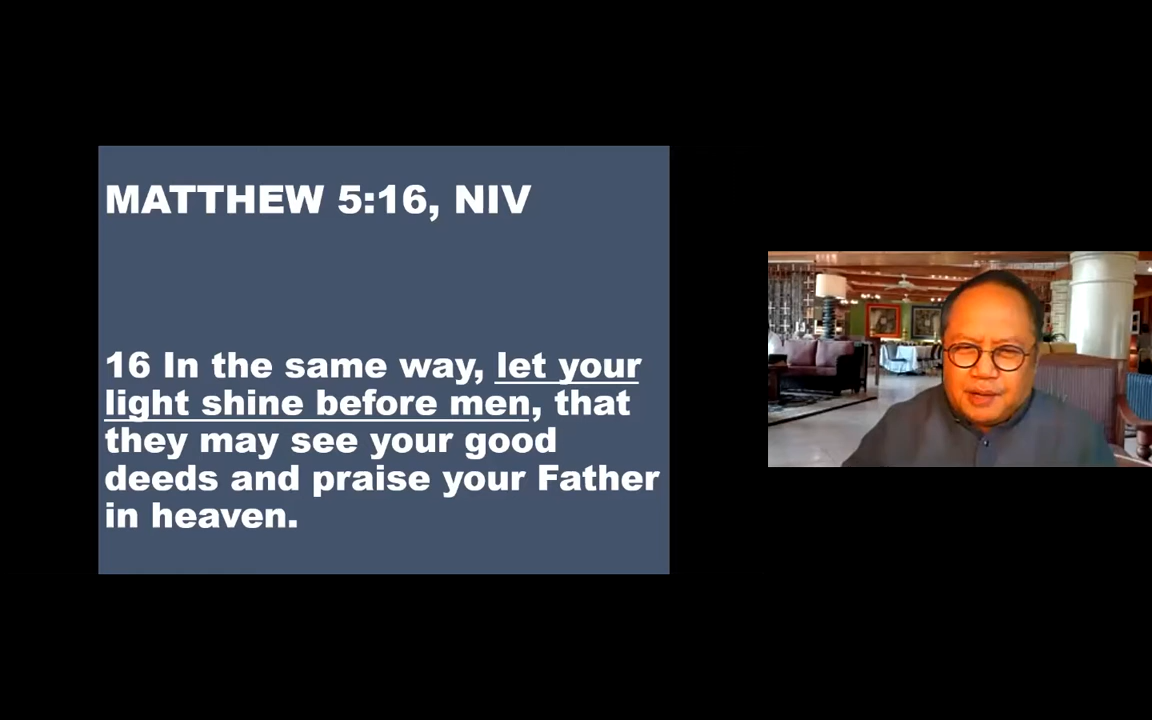 MATTHEW 5:16, NIV
16 In the same way, let your
light shine before men, that
they may see your good
deeds and praise your Father
in heaven.